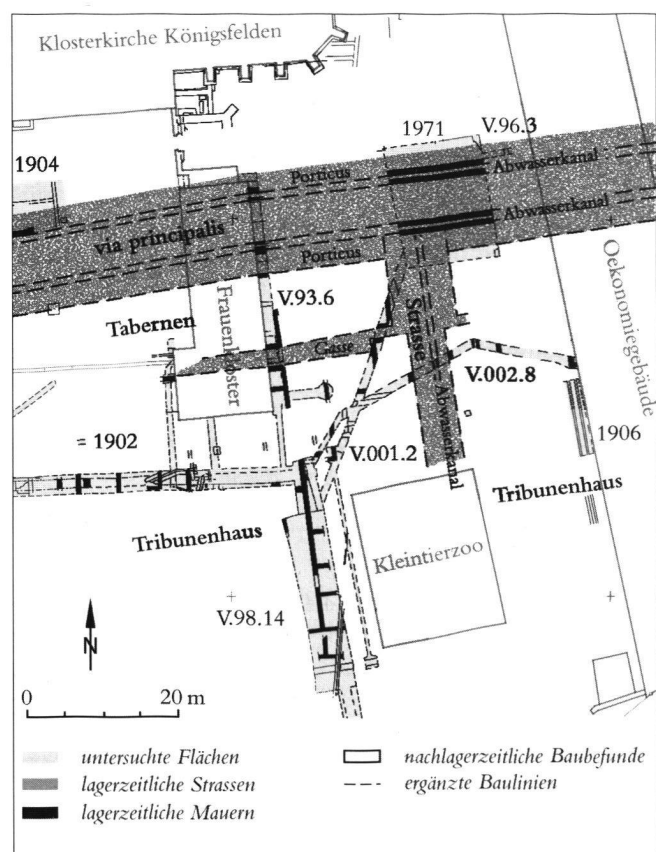 Klosterkirche Königsfelden
1904
1971
V.96.3
Porticus
Abwasserkanal
via principalis
Abwasserkanal
Porticus
V.93.6
Tabernen
Frauenkloster
Gasse
Strasse
Abwasserkanal
Oekonomiegebäude
V.002.8
1902
V.001.2
1906
Tribunenhaus
Tribunenhaus
Kleintierzoo
V.98.14
N
0 20 m
untersuchte Flächen
lagerzeitliche Strassen
lagerzeitliche Mauern
nachlagerzeitliche Baubefunde
ergänzte Baulinien